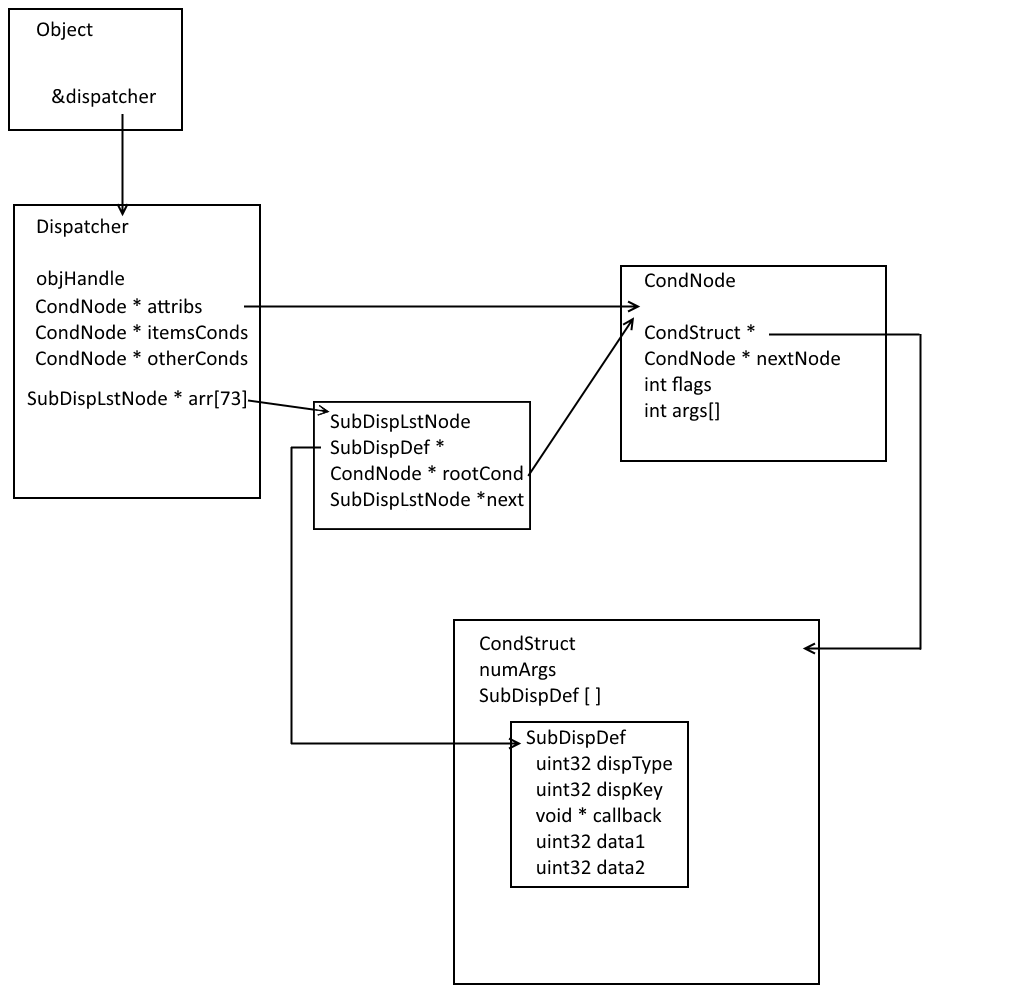 Object
&dispatcher
Dispatcher
objHandle
CondNode * attribs
CondNode * itemsConds
CondNode * otherConds
SubDispLstNode * arr[73]
SubDispLstNode
SubDispDef *
CondNode * rootCond
SubDispLstNode *next
CondNode
CondStruct *
CondNode * nextNode
int flags
int args[]
CondStruct
numArgs
SubDispDef [ ]
SubDispDef
uint32 dispType
uint32 dispKey
void * callback
uint32 data1
uint32 data2